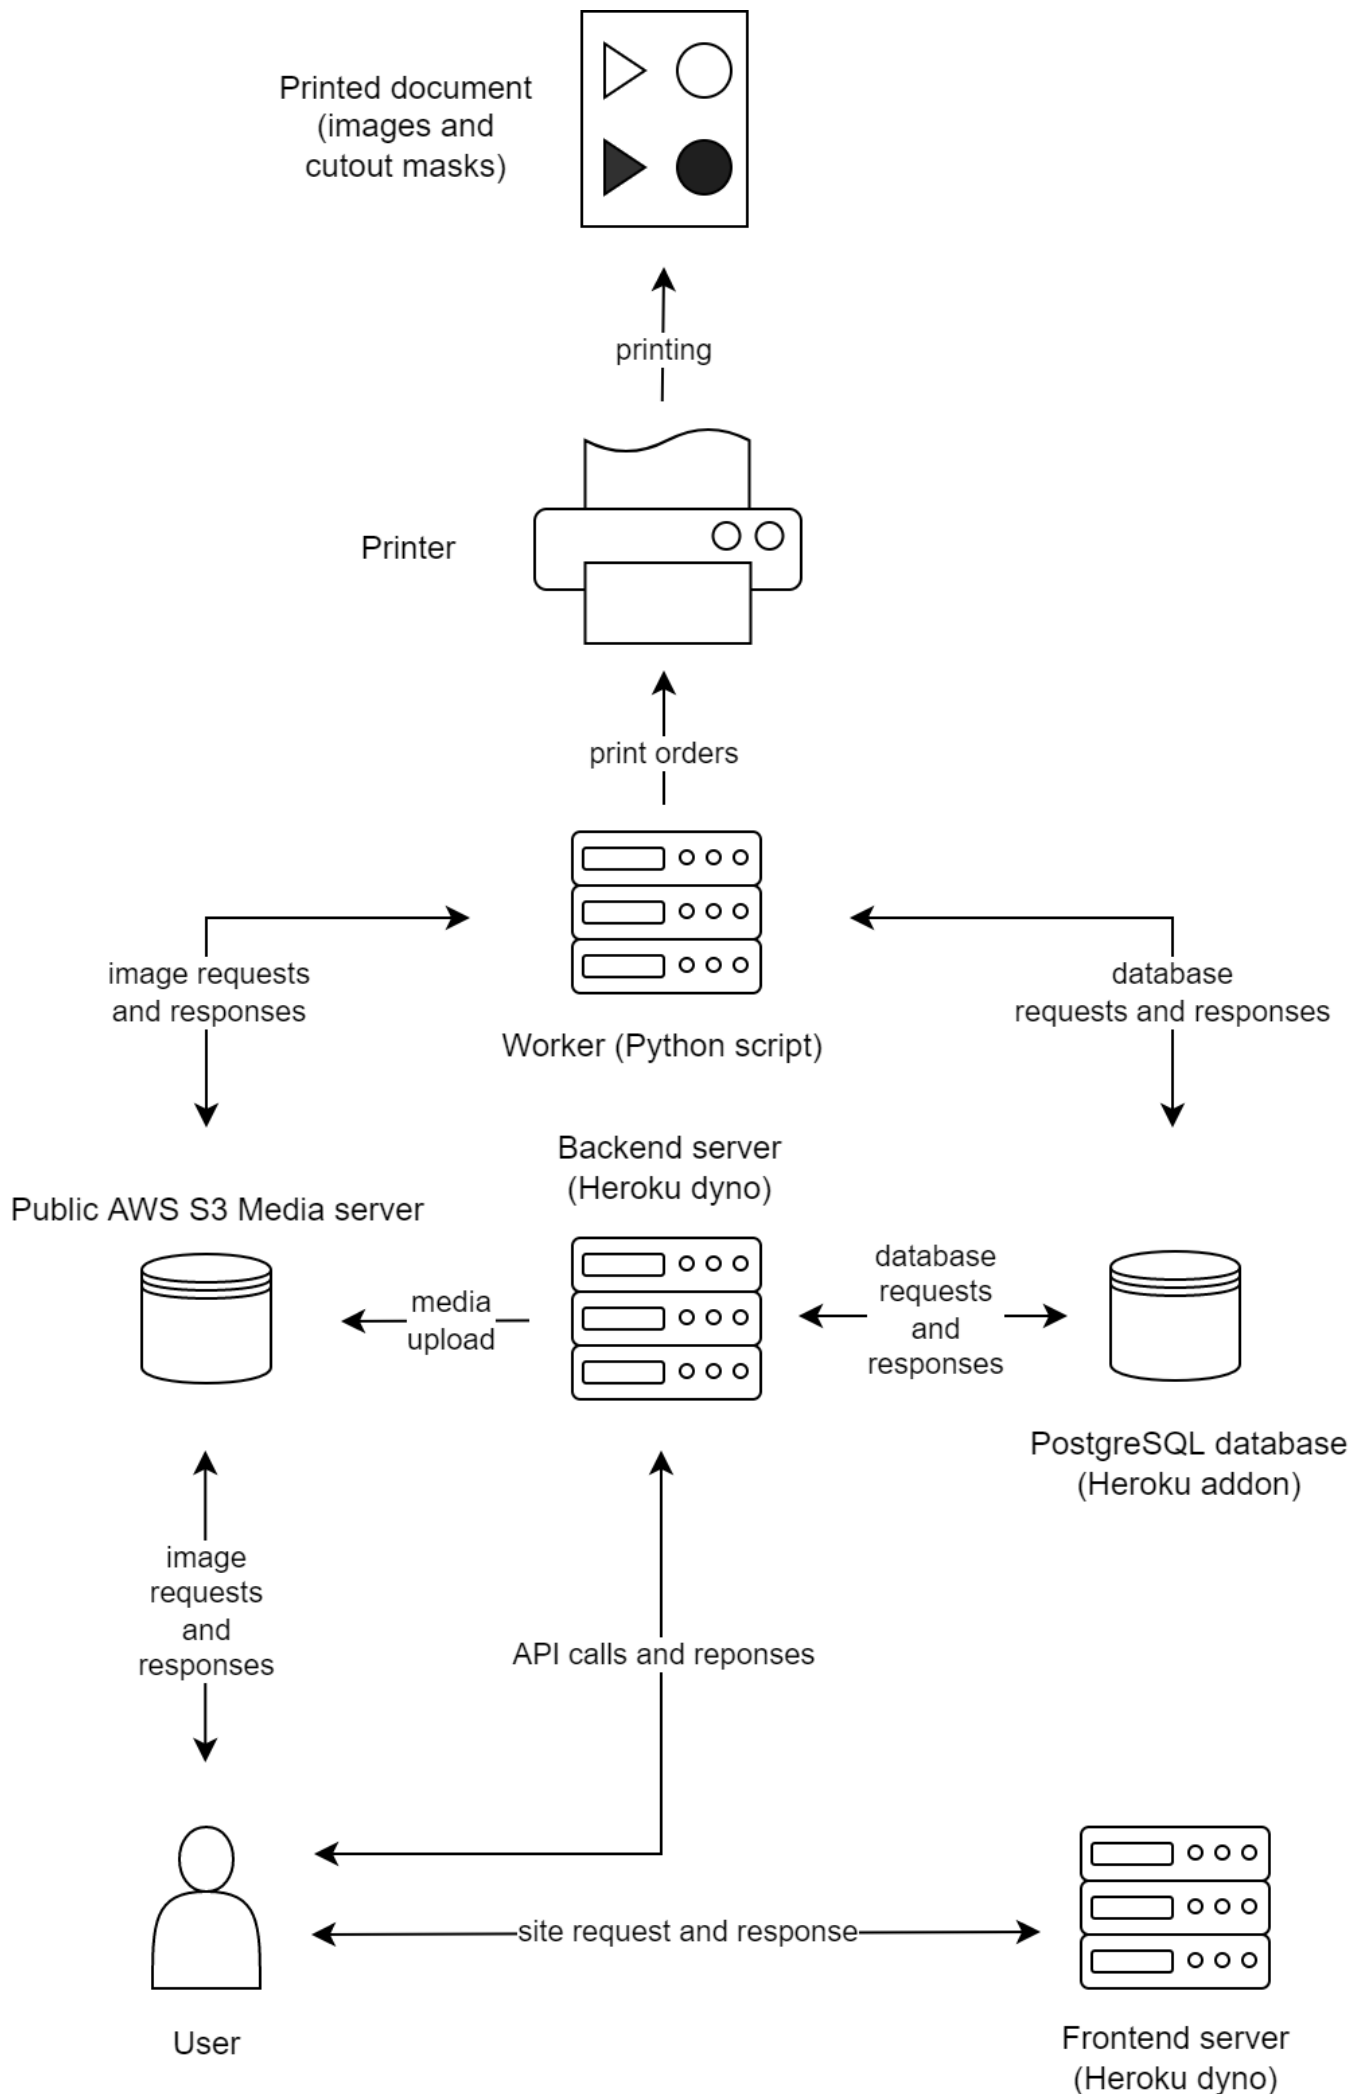 Printed document
(images and
cutout masks)
printing
Printer
print orders
image requests
and responses
database
requests and responses
Worker (Python script)
Backend server
(Heroku dyno)
Public AWS S3 Media server
media
upload
database
requests
and
responses
PostgreSQL database
(Heroku addon)
image
requests
and
responses
API calls and reponses
site request and response
User
Frontend server
(Heroku dyno)